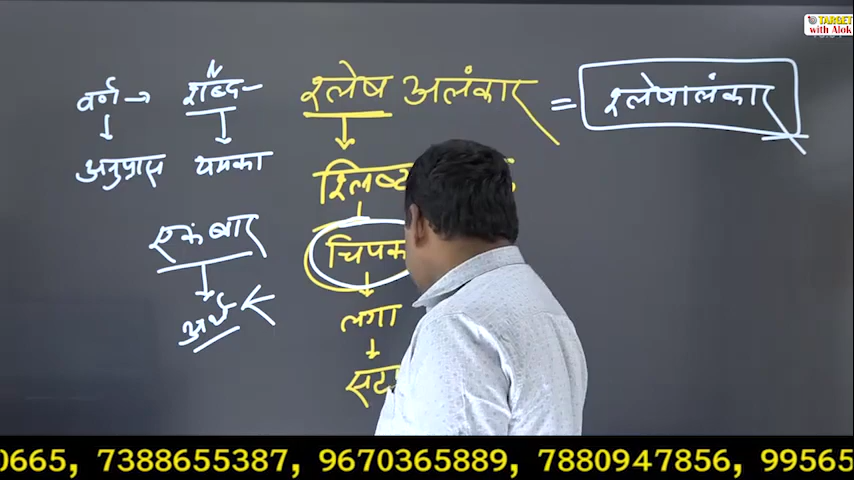 TARGET
with Alok
वर्ण → शब्द - श्लेष अलंकार = श्लेषालंकार
अनुप्रास यमक
श्लिष्ट
एक बार
चिपक
अर्थ
लगा
0665, 7388655387, 9670365889, 7880947856, 99565